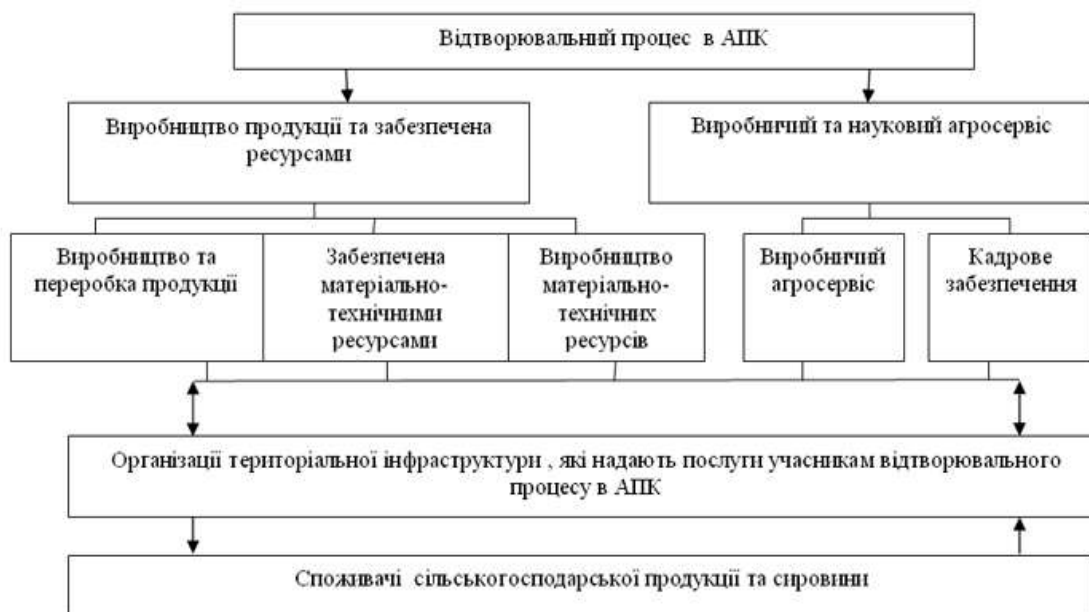 Відтворювальний процес в АПК
Виробництво продукції та забезпечена
ресурсами
Виробничий та науковий агросервіс
Виробництво та
переробка продукції
Забезпечена
матеріально-
технічними
ресурсами
Виробництво
матеріально-
технічних
ресурсів
Виробничий
агросервіс
Кадрове
забезпечення
Організації територіальної інфраструктури , які надають послуги учасникам відтворювального
процесу в АПК
Споживачі сільськогосподарської продукції та сировини